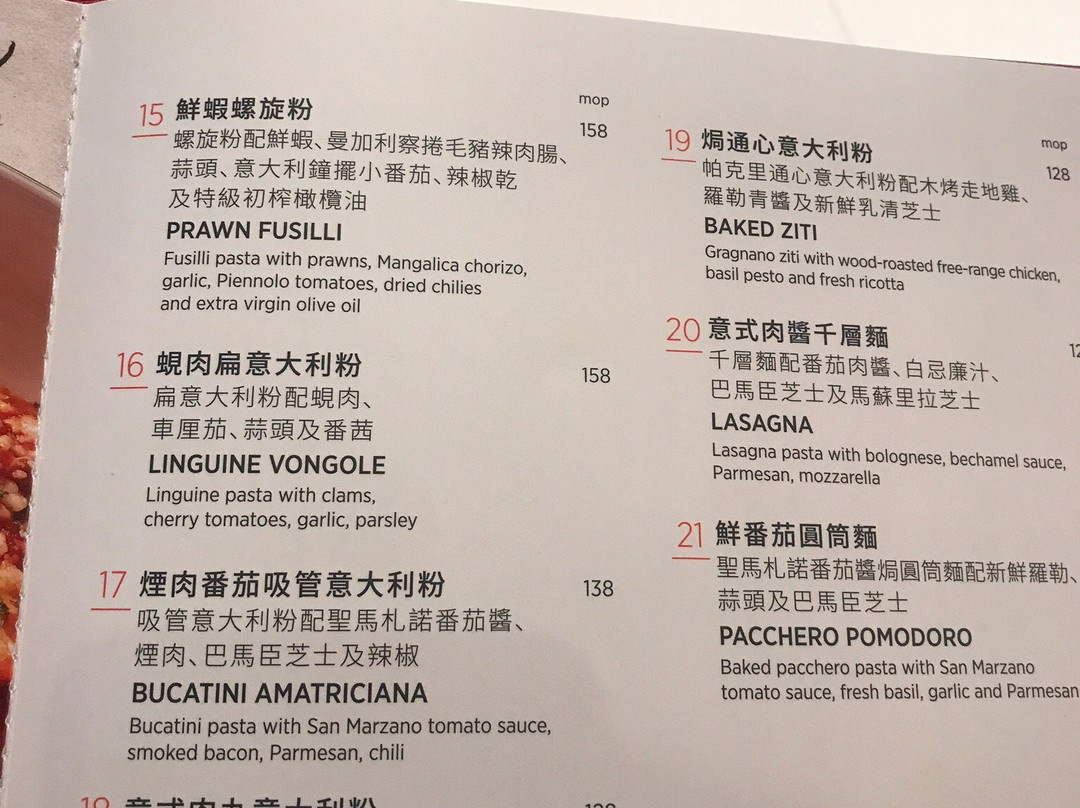 mop
15 鮮蝦螺旋粉 158
螺旋粉配鮮蝦、曼加利察捲毛豬辣肉腸、
蒜頭、意大利鐘擺小番茄、辣椒乾
及特級初榨橄欖油
PRAWN FUSILLI
Fusilli pasta with prawns, Mangalica chorizo,
garlic, Piennolo tomatoes, dried chilies
and extra virgin olive oil
16 蜆肉扁意大利粉 158
扁意大利粉配蜆肉、
車厘茄、蒜頭及番茜
LINGUINE VONGOLE
Linguine pasta with clams,
cherry tomatoes, garlic, parsley
17 煙肉番茄吸管意大利粉 138
吸管意大利粉配聖馬札諾番茄醬、
煙肉、巴馬臣芝士及辣椒
BUCATINI AMATRICIANA
Bucatini pasta with San Marzano tomato sauce,
smoked bacon, Parmesan, chili
18 意式肉丸意大利粉
mop
19 焗通心意大利粉 128
帕克里通心意大利粉配木烤走地雞、
羅勒青醬及新鮮乳清芝士
BAKED ZITI
Gragnano ziti with wood-roasted free-range chicken,
basil pesto and fresh ricotta
20 意式肉醬千層麵
千層麵配番茄肉醬、白忌廉汁、
巴馬臣芝士及馬蘇里拉芝士
LASAGNA
Lasagna pasta with bolognese, bechamel sauce,
Parmesan, mozzarella
21 鮮番茄圓筒麵
聖馬札諾番茄醬焗圓筒麵配新鮮羅勒、
蒜頭及巴馬臣芝士
PACCHERO POMODORO
Baked pacchero pasta with San Marzano
tomato sauce, fresh basil, garlic and Parmesan